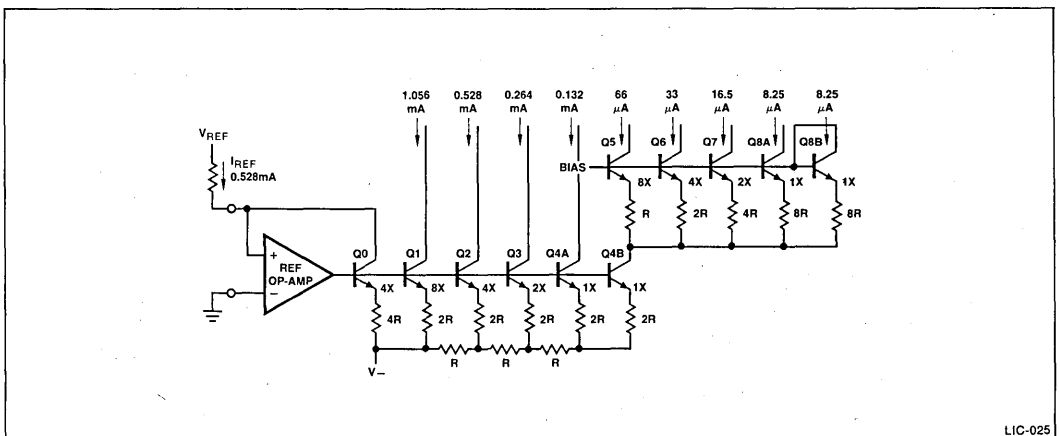 1.056 mA
0.528 mA
0.264 mA
0.132 mA
66 µA
33 µA
16.5 µA
8.25 µA
8.25 µA
VREF
IREF
0.528mA
BIAS
Q5
Q6
Q7
Q8A
Q8B
8X
4X
2X
1X
1X
R
2R
4R
8R
8R
+
REF
OP-AMP
–
Q0
Q1
Q2
Q3
Q4A
Q4B
4X
8X
4X
2X
1X
1X
4R
2R
2R
2R
2R
2R
R
R
R
V–
LIC-025